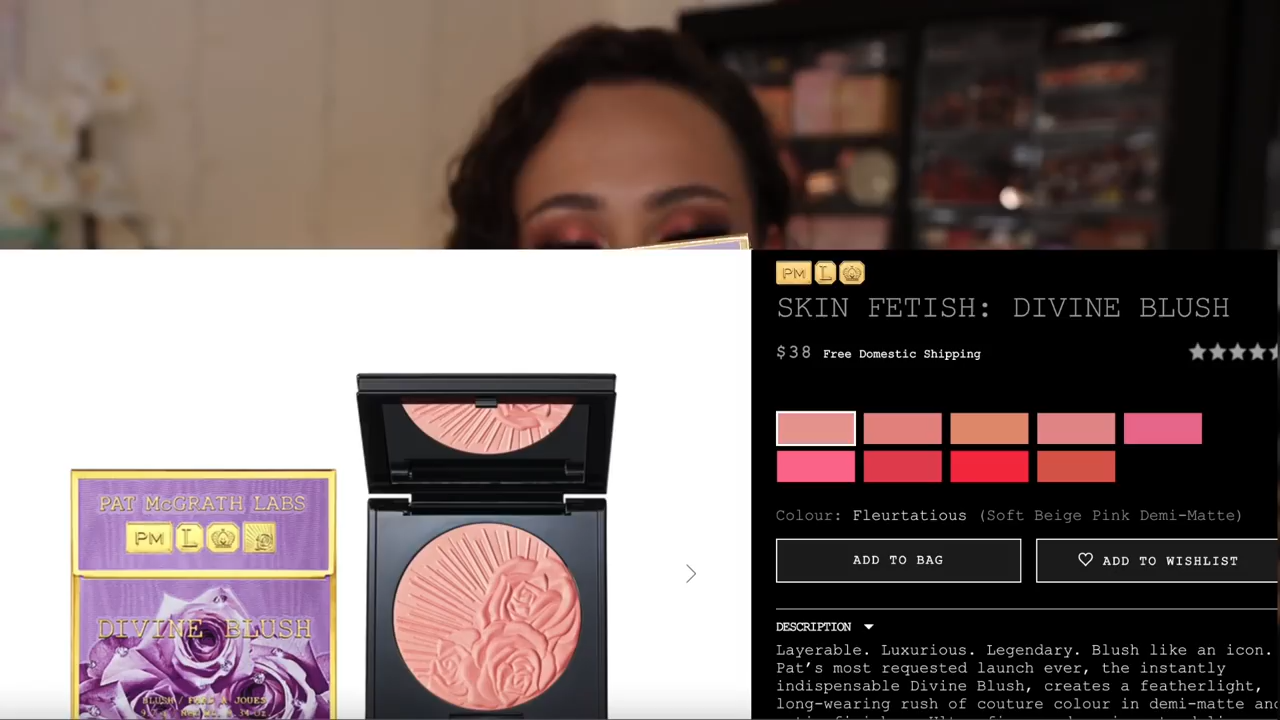 PM L
SKIN FETISH: DIVINE BLUSH
$38 Free Domestic Shipping
Colour: Fleurtatious (Soft Beige Pink Demi-Matte)
ADD TO BAG
ADD TO WISHLIST
DESCRIPTION
Layerable. Luxurious. Legendary. Blush like an icon.
Pat's most requested launch ever, the instantly
indispensable Divine Blush, creates a featherlight,
long-wearing rush of couture colour in demi-matte and
PAT McGRATH LABS
PM L
DIVINE BLUSH
BLUSH / FARD À JOUES